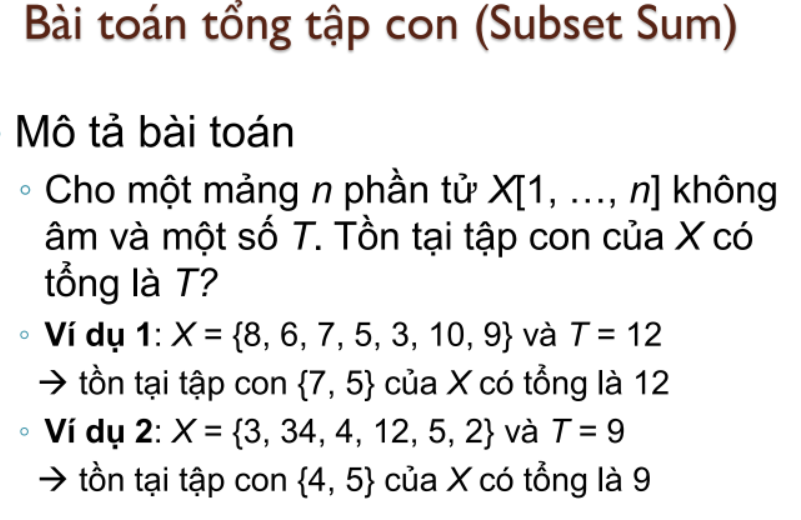 Bài toán tổng tập con (Subset Sum)
Mô tả bài toán
◦ Cho một mảng n phần tử X[1, ..., n] không
âm và một số T. Tồn tại tập con của X có
tổng là T?
◦ Ví dụ 1: X = {8, 6, 7, 5, 3, 10, 9} và T = 12
→ tồn tại tập con {7, 5} của X có tổng là 12
◦ Ví dụ 2: X = {3, 34, 4, 12, 5, 2} và T = 9
→ tồn tại tập con {4, 5} của X có tổng là 9